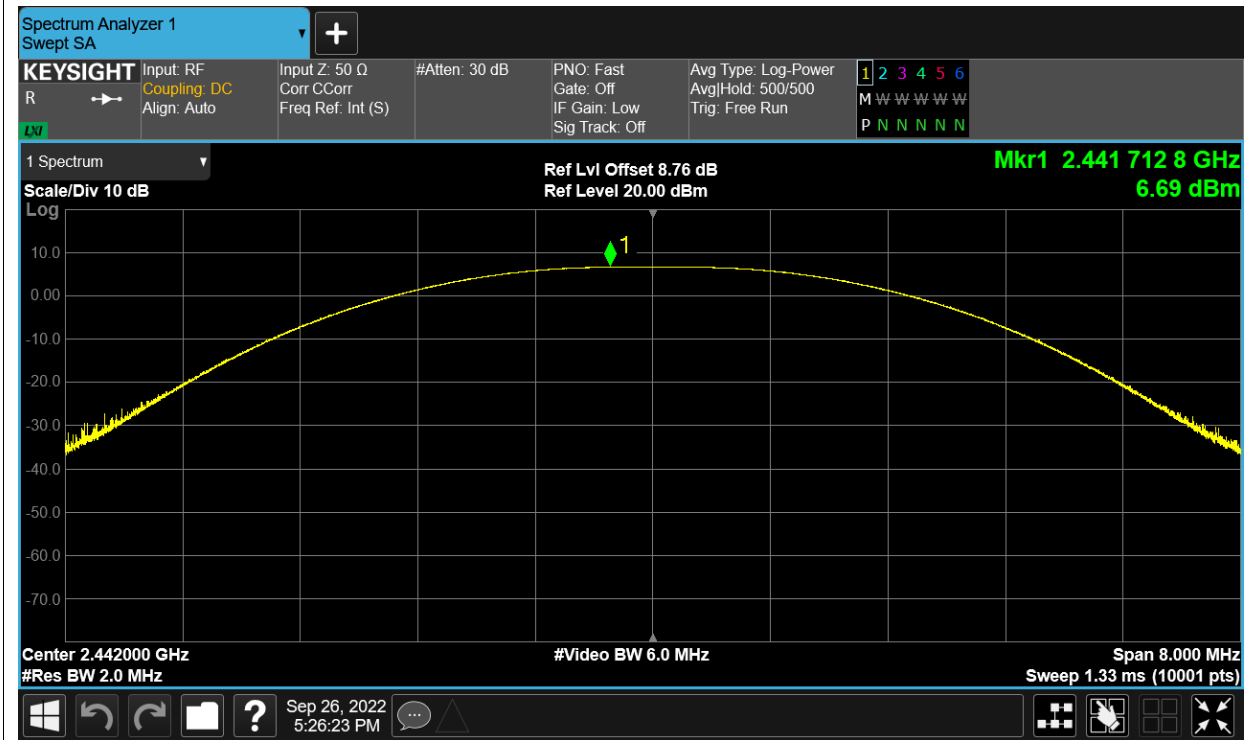 Spectrum Analyzer 1
Swept SA
KEYSIGHT
R
LXI
Input: RF
Coupling: DC
Align: Auto
Input Z: 50 Ω
Corr CCorr
Freq Ref: Int (S)
#Atten: 30 dB
PNO: Fast
Gate: Off
IF Gain: Low
Sig Track: Off
Avg Type: Log-Power
Avg|Hold: 500/500
Trig: Free Run
1 2 3 4 5 6
M W W W W W
P N N N N N
1 Spectrum
Scale/Div 10 dB
Log
Ref Lvl Offset 8.76 dB
Ref Level 20.00 dBm
Mkr1 2.441 712 8 GHz
6.69 dBm
1
10.0
0.00
-10.0
-20.0
-30.0
-40.0
-50.0
-60.0
-70.0
Center 2.442000 GHz
#Res BW 2.0 MHz
#Video BW 6.0 MHz
Span 8.000 MHz
Sweep 1.33 ms (10001 pts)
?
Sep 26, 2022
5:26:23 PM